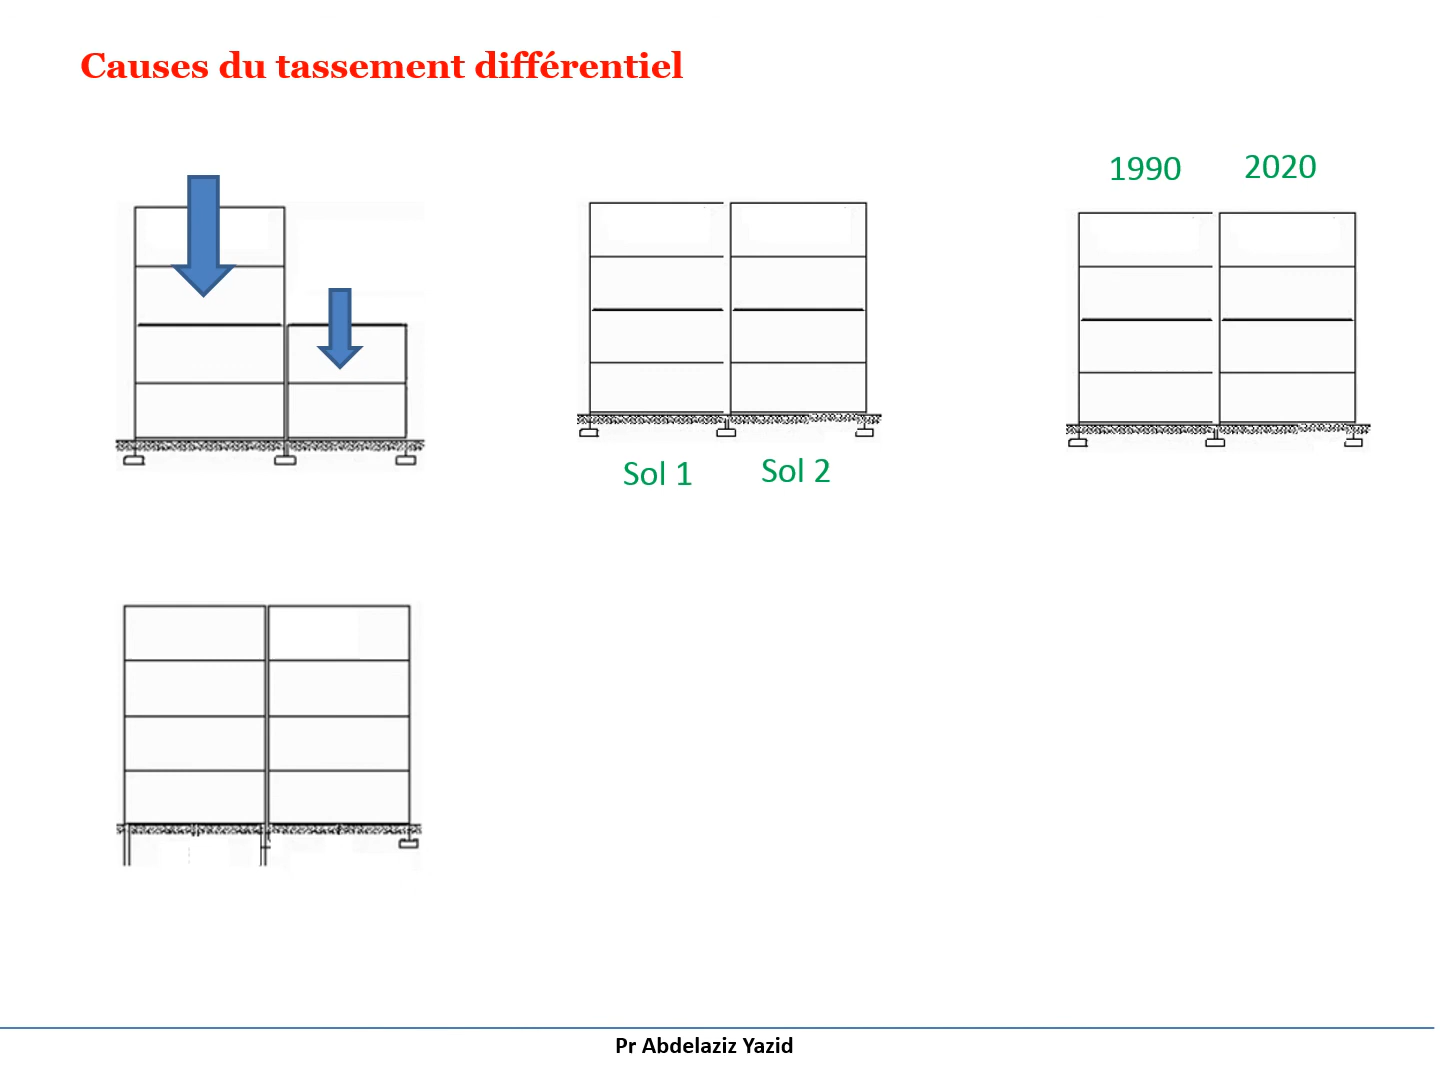 Causes du tassement différentiel
1990
2020
Sol 1
Sol 2
Pr Abdelaziz Yazid